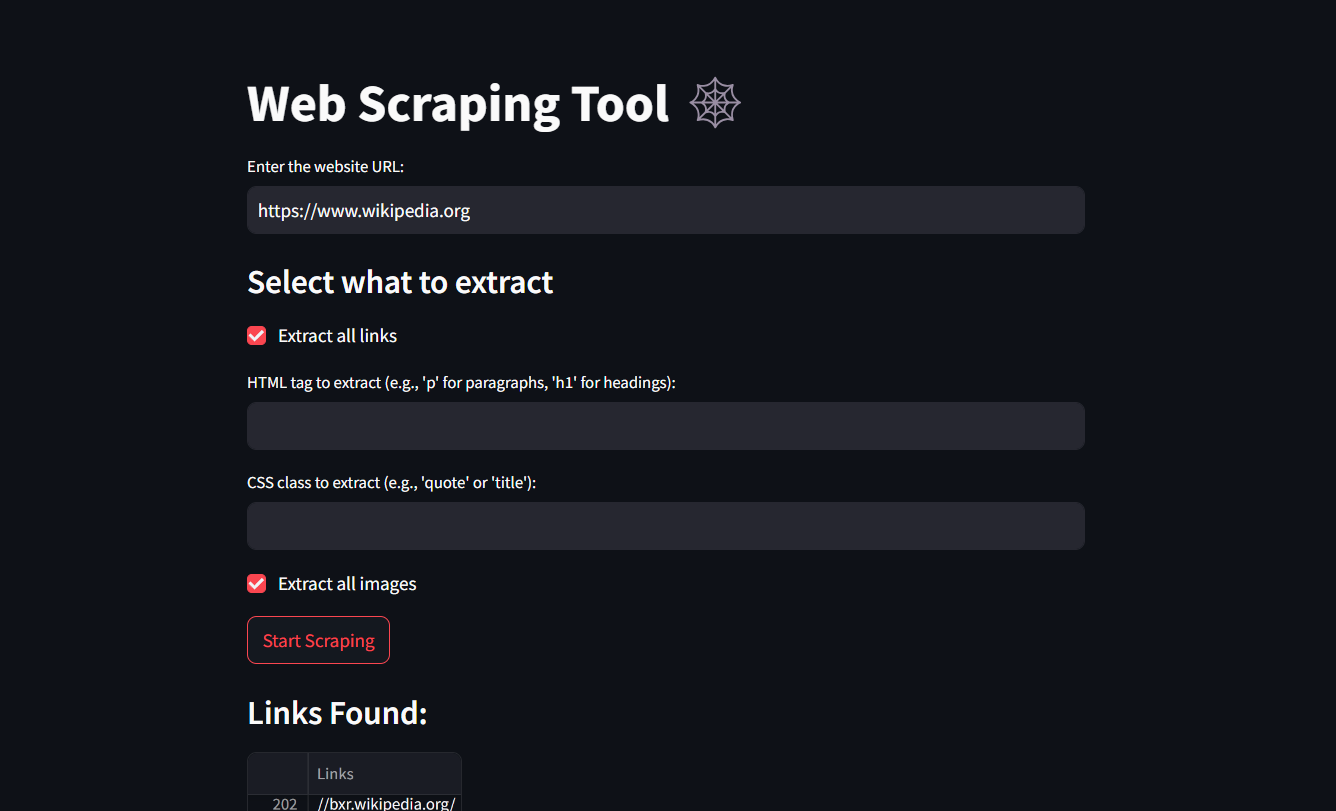 Web Scraping Tool 🕸
Enter the website URL:
https://www.wikipedia.org
Select what to extract
Extract all links
HTML tag to extract (e.g., 'p' for paragraphs, 'h1' for headings):
CSS class to extract (e.g., 'quote' or 'title'):
Extract all images
Start Scraping
Links Found:
Links
202 //bxr.wikipedia.org/